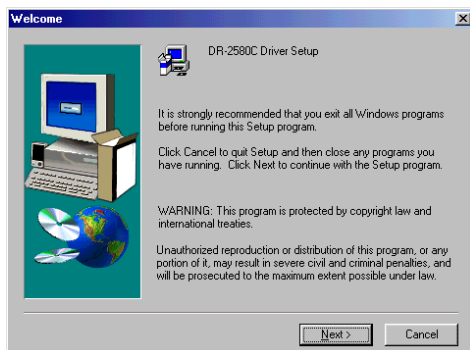 Welcome
DR-2580C Driver Setup
It is strongly recommended that you exit all Windows programs
before running this Setup program.
Click Cancel to quit Setup and then close any programs you
have running. Click Next to continue with the Setup program.
WARNING: This program is protected by copyright law and
international treaties.
Unauthorized reproduction or distribution of this program, or any
portion of it, may result in severe civil and criminal penalties, and
will be prosecuted to the maximum extent possible under law.
Next >
Cancel